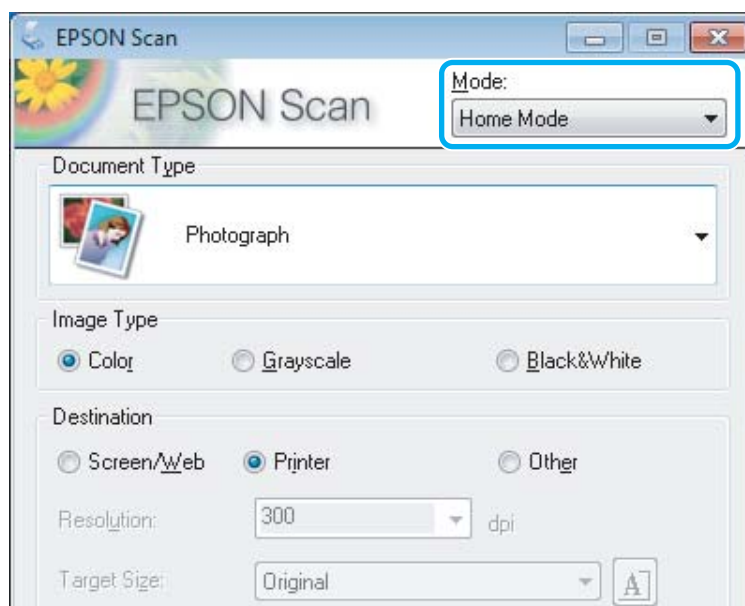 EPSON Scan
EPSON Scan
Mode:
Home Mode
Document Type
Photograph
Image Type
Color Grayscale Black&White
Destination
Screen/Web Printer Other
Resolution: 300 dpi
Target Size: Original A